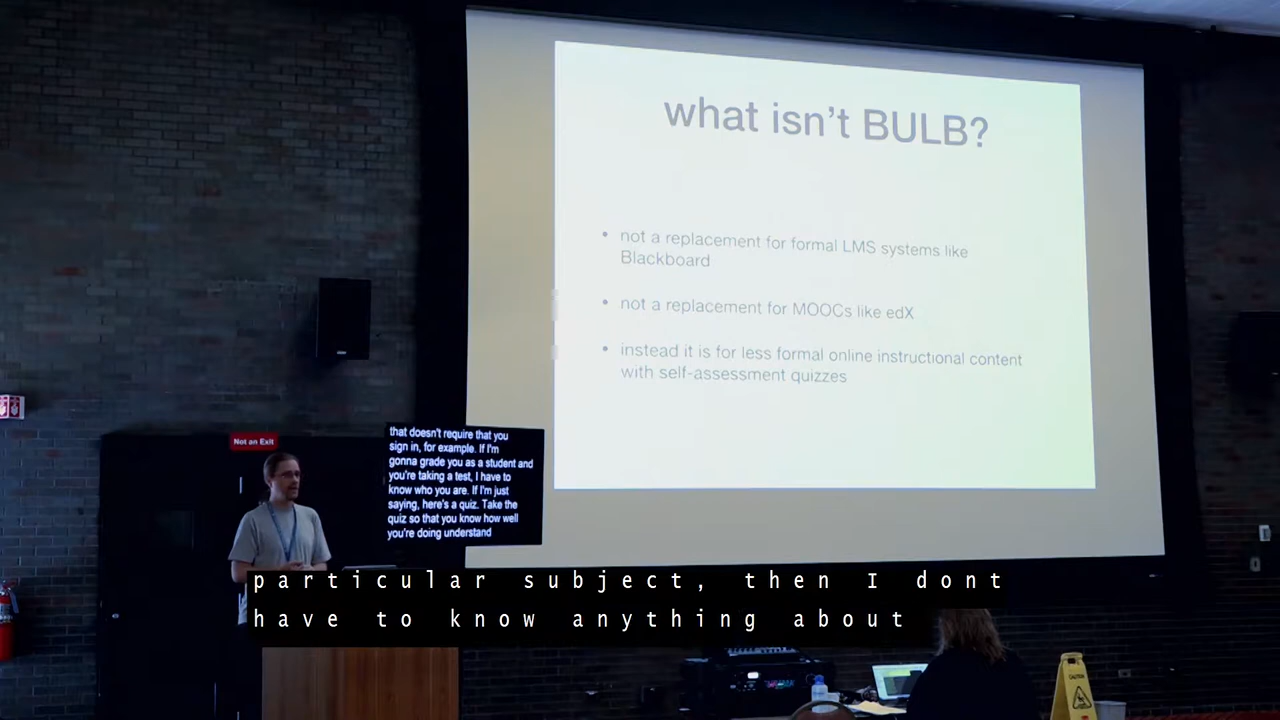 what isn't BULB?
• not a replacement for formal LMS systems like
Blackboard
• not a replacement for MOOCs like edX
• instead it is for less formal online instructional content
with self-assessment quizzes
Not an Exit
that doesn't require that you
sign in, for example. If I'm
gonna grade you as a student and
you're taking a test, I have to
know who you are. If I'm just
saying, here's a quiz. Take the
quiz so that you know how well
you're doing understand
particular subject, then I dont
have to know anything about
CAUTION